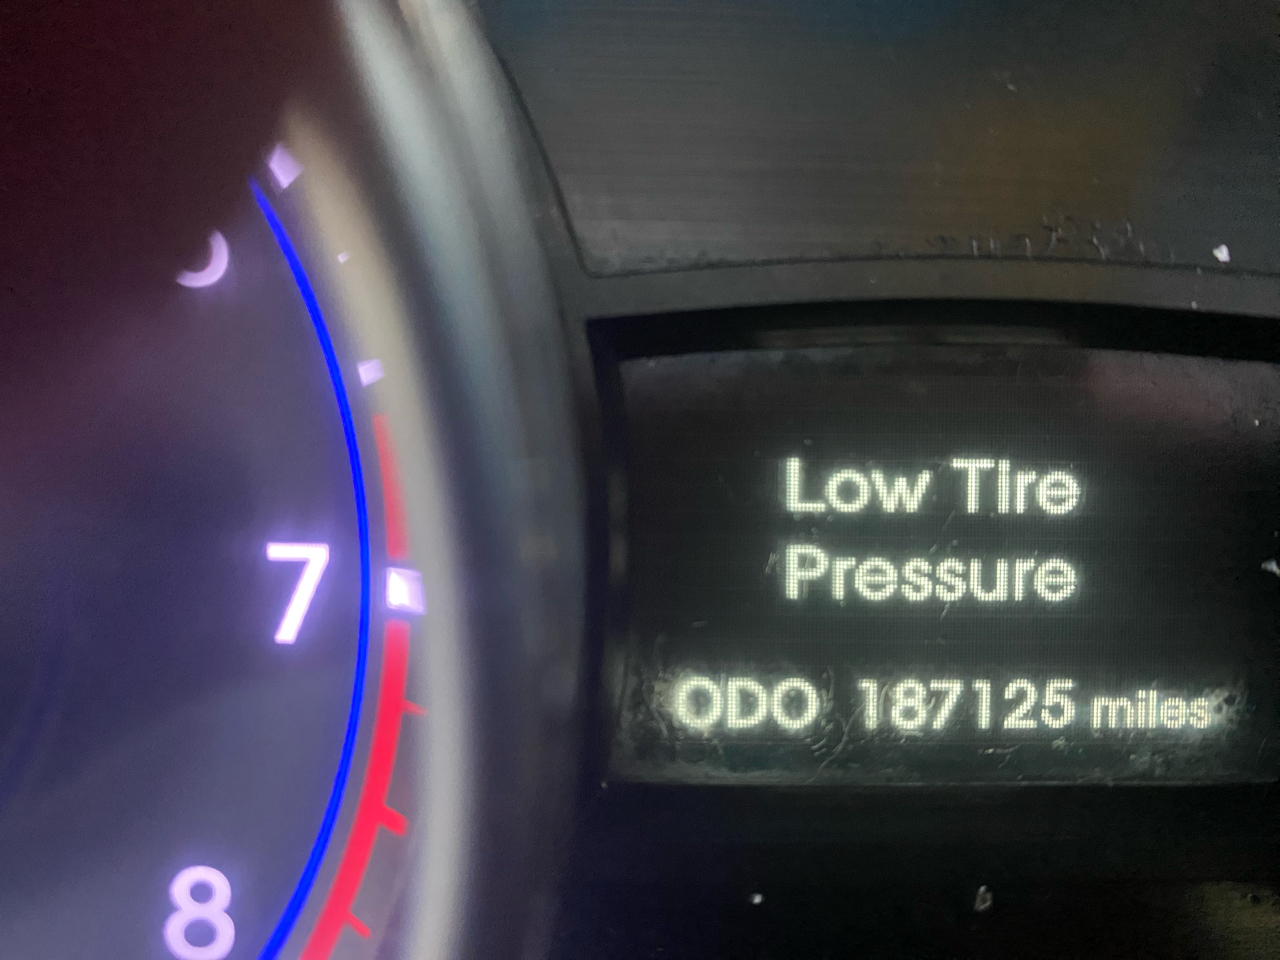 7
8
Low TIre
Pressure
ODO 187125 miles